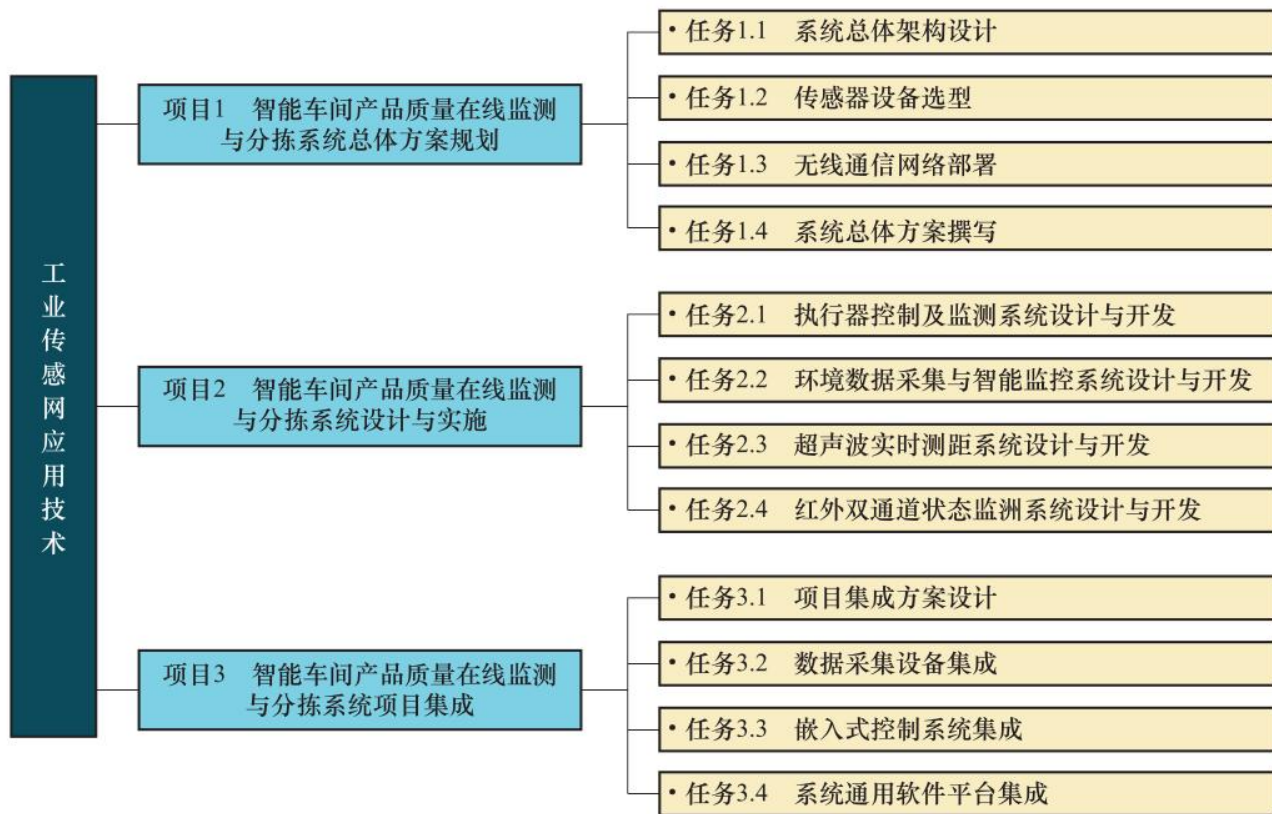 工业传感网应用技术
项目1 智能车间产品质量在线监测
与分拣系统总体方案规划
• 任务1.1 系统总体架构设计
• 任务1.2 传感器设备选型
• 任务1.3 无线通信网络部署
• 任务1.4 系统总体方案撰写
项目2 智能车间产品质量在线监测
与分拣系统设计与实施
• 任务2.1 执行器控制及监测系统设计与开发
• 任务2.2 环境数据采集与智能监控系统设计与开发
• 任务2.3 超声波实时测距系统设计与开发
• 任务2.4 红外双通道状态监洲系统设计与开发
项目3 智能车间产品质量在线监测
与分拣系统项目集成
• 任务3.1 项目集成方案设计
• 任务3.2 数据采集设备集成
• 任务3.3 嵌入式控制系统集成
• 任务3.4 系统通用软件平台集成